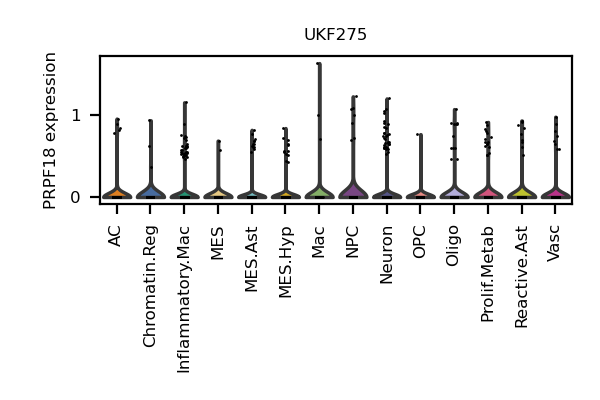 UKF275
PRPF18 expression
1
0
AC
Chromatin.Reg
Inflammatory.Mac
MES
MES.Ast
MES.Hyp
Mac
NPC
Neuron
OPC
Oligo
Prolif.Metab
Reactive.Ast
Vasc